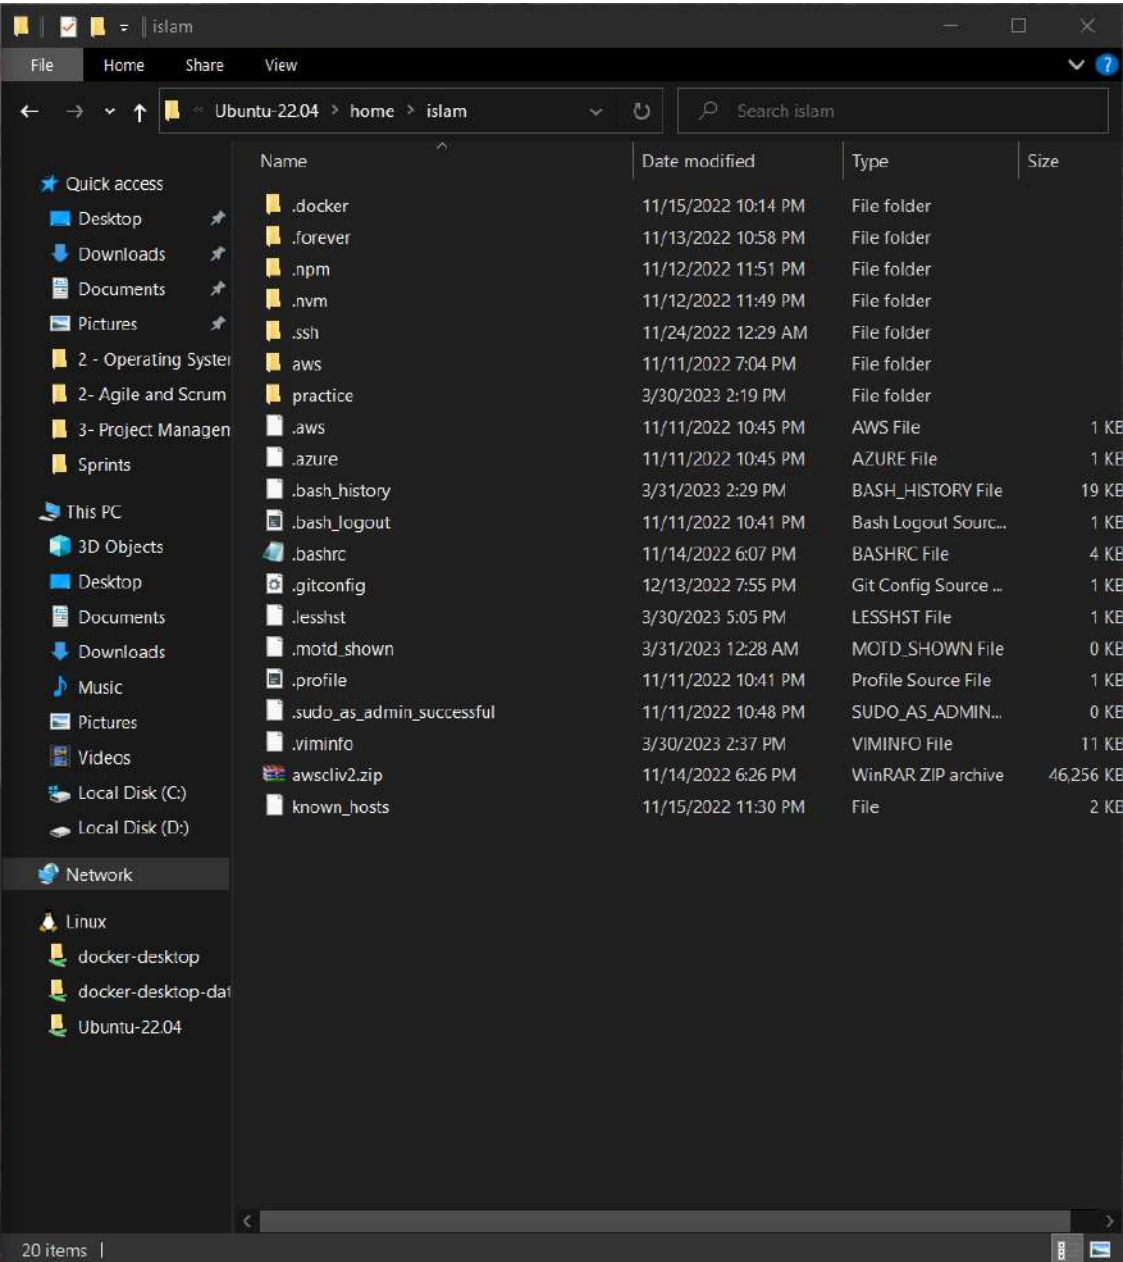 islam
File Home Share View
Ubuntu-22.04 > home > islam
Search islam
Quick access
Desktop
Downloads
Documents
Pictures
2 - Operating System
2- Agile and Scrum
3- Project Managem
Sprints
This PC
3D Objects
Desktop
Documents
Downloads
Music
Pictures
Videos
Local Disk (C:)
Local Disk (D:)
Network
Linux
docker-desktop
docker-desktop-dat
Ubuntu-22.04
Name Date modified Type Size
.docker 11/15/2022 10:14 PM File folder
.forever 11/13/2022 10:58 PM File folder
.npm 11/12/2022 11:51 PM File folder
.nvm 11/12/2022 11:49 PM File folder
.ssh 11/24/2022 12:29 AM File folder
aws 11/11/2022 7:04 PM File folder
practice 3/30/2023 2:19 PM File folder
.aws 11/11/2022 10:45 PM AWS File 1 KB
.azure 11/11/2022 10:45 PM AZURE File 1 KB
.bash_history 3/31/2023 2:29 PM BASH_HISTORY File 19 KB
.bash_logout 11/11/2022 10:41 PM Bash Logout Sourc... 1 KB
.bashrc 11/14/2022 6:07 PM BASHRC File 4 KB
.gitconfig 12/13/2022 7:55 PM Git Config Source ... 1 KB
.lesshst 3/30/2023 5:05 PM LESSHST File 1 KB
.motd_shown 3/31/2023 12:28 AM MOTD_SHOWN File 0 KB
.profile 11/11/2022 10:41 PM Profile Source File 1 KB
.sudo_as_admin_successful 11/11/2022 10:48 PM SUDO_AS_ADMIN... 0 KB
.viminfo 3/30/2023 2:37 PM VIMINFO File 11 KB
awscliv2.zip 11/14/2022 6:26 PM WinRAR ZIP archive 46,256 KB
known_hosts 11/15/2022 11:30 PM File 2 KB
20 items